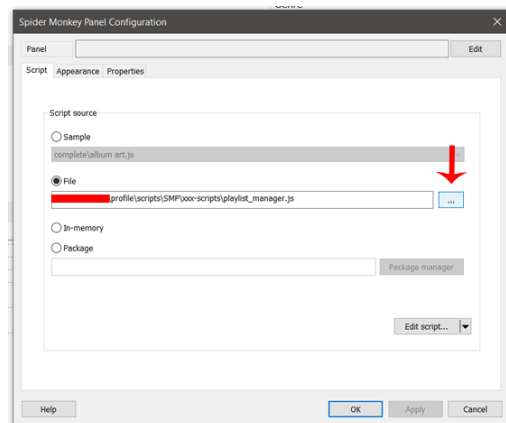 Spider Monkey Panel Configuration
Panel
Edit
Script Appearance Properties
Script source
Sample
complete\album art.js
File
.profile\scripts\SMP\xxx-scripts\playlist_manager.js
...
In-memory
Package
Package manager
Edit script...
Help
OK
Apply
Cancel